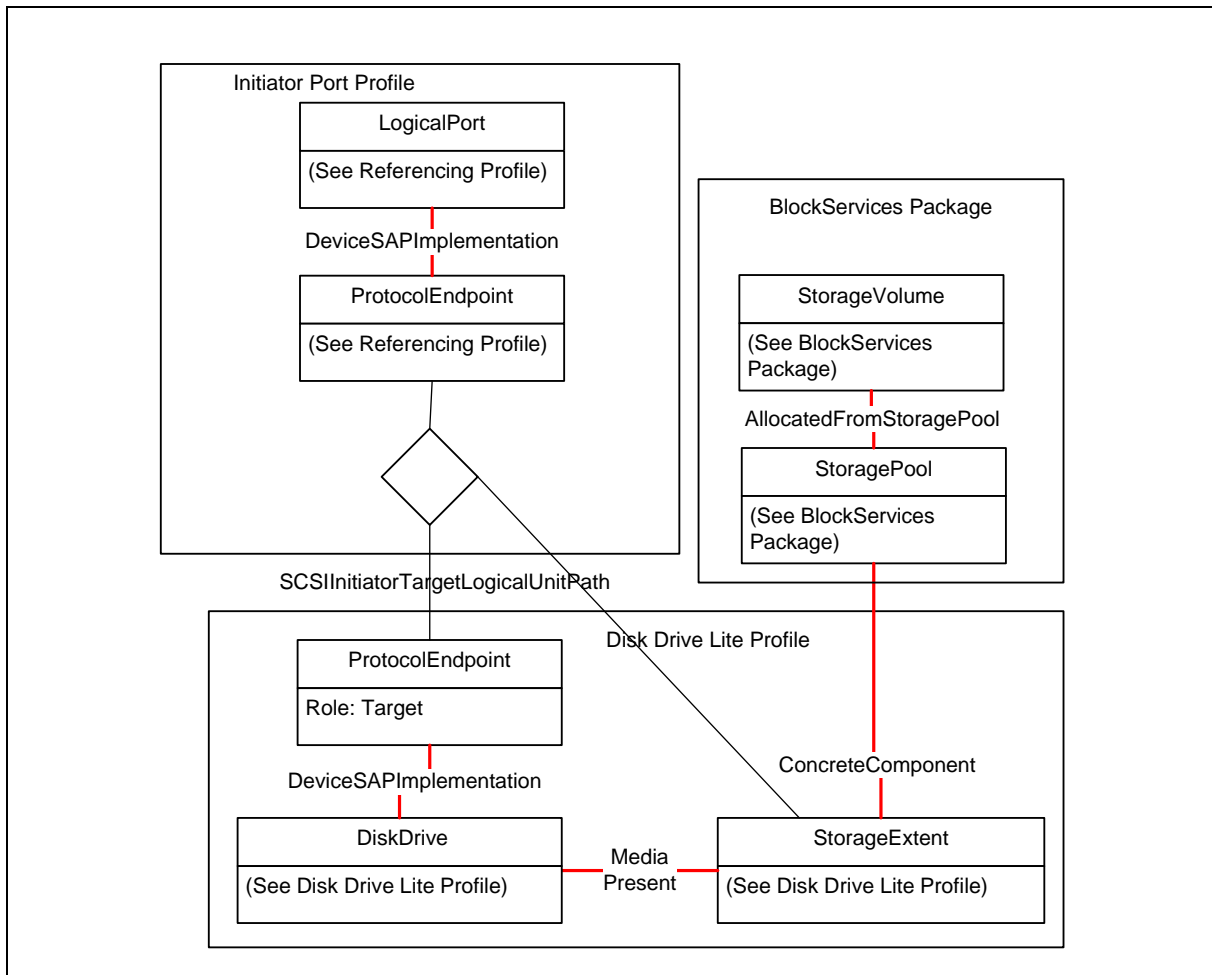 Initiator Port Profile
LogicalPort
(See Referencing Profile)
DeviceSAPImplementation
ProtocolEndpoint
(See Referencing Profile)
BlockServices Package
StorageVolume
(See BlockServices
Package)
AllocatedFromStoragePool
StoragePool
(See BlockServices
Package)
SCSIInitiatorTargetLogicalUnitPath
Disk Drive Lite Profile
ProtocolEndpoint
Role: Target
DeviceSAPImplementation
ConcreteComponent
DiskDrive
(See Disk Drive Lite Profile)
Media
Present
StorageExtent
(See Disk Drive Lite Profile)